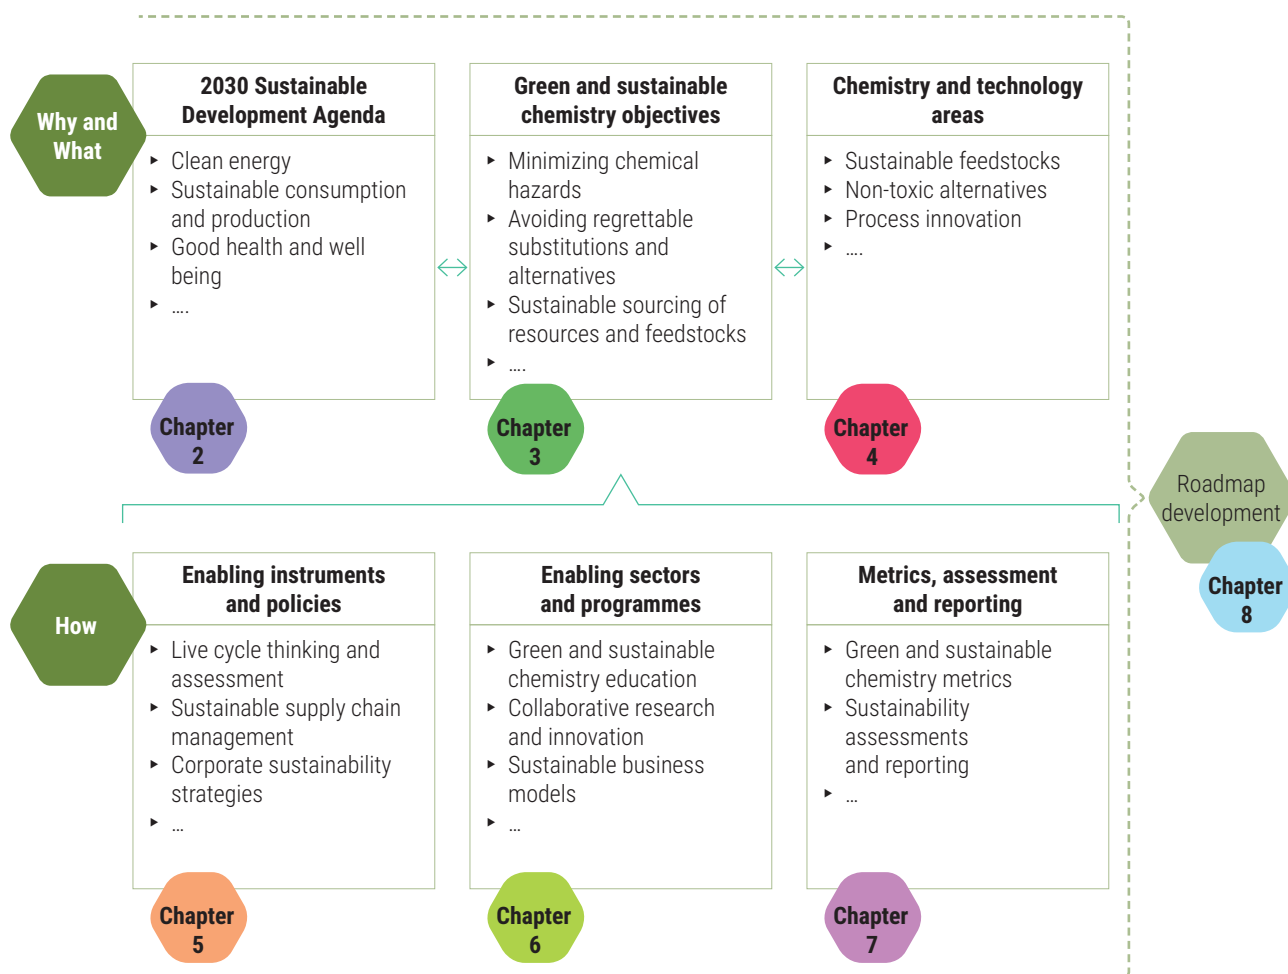 Why and
What
2030 Sustainable
Development Agenda
▸ Clean energy
▸ Sustainable consumption
and production
▸ Good health and well
being
▸ ....
Chapter
2
Green and sustainable
chemistry objectives
▸ Minimizing chemical
hazards
▸ Avoiding regrettable
substitutions and
alternatives
▸ Sustainable sourcing of
resources and feedstocks
▸ ....
Chapter
3
Chemistry and technology
areas
▸ Sustainable feedstocks
▸ Non-toxic alternatives
▸ Process innovation
▸ ....
Chapter
4
Roadmap
development
Chapter
8
How
Enabling instruments
and policies
▸ Live cycle thinking and
assessment
▸ Sustainable supply chain
management
▸ Corporate sustainability
strategies
▸ ...
Chapter
5
Enabling sectors
and programmes
▸ Green and sustainable
chemistry education
▸ Collaborative research
and innovation
▸ Sustainable business
models
▸ ...
Chapter
6
Metrics, assessment
and reporting
▸ Green and sustainable
chemistry metrics
▸ Sustainability
assessments
and reporting
▸ ...
Chapter
7